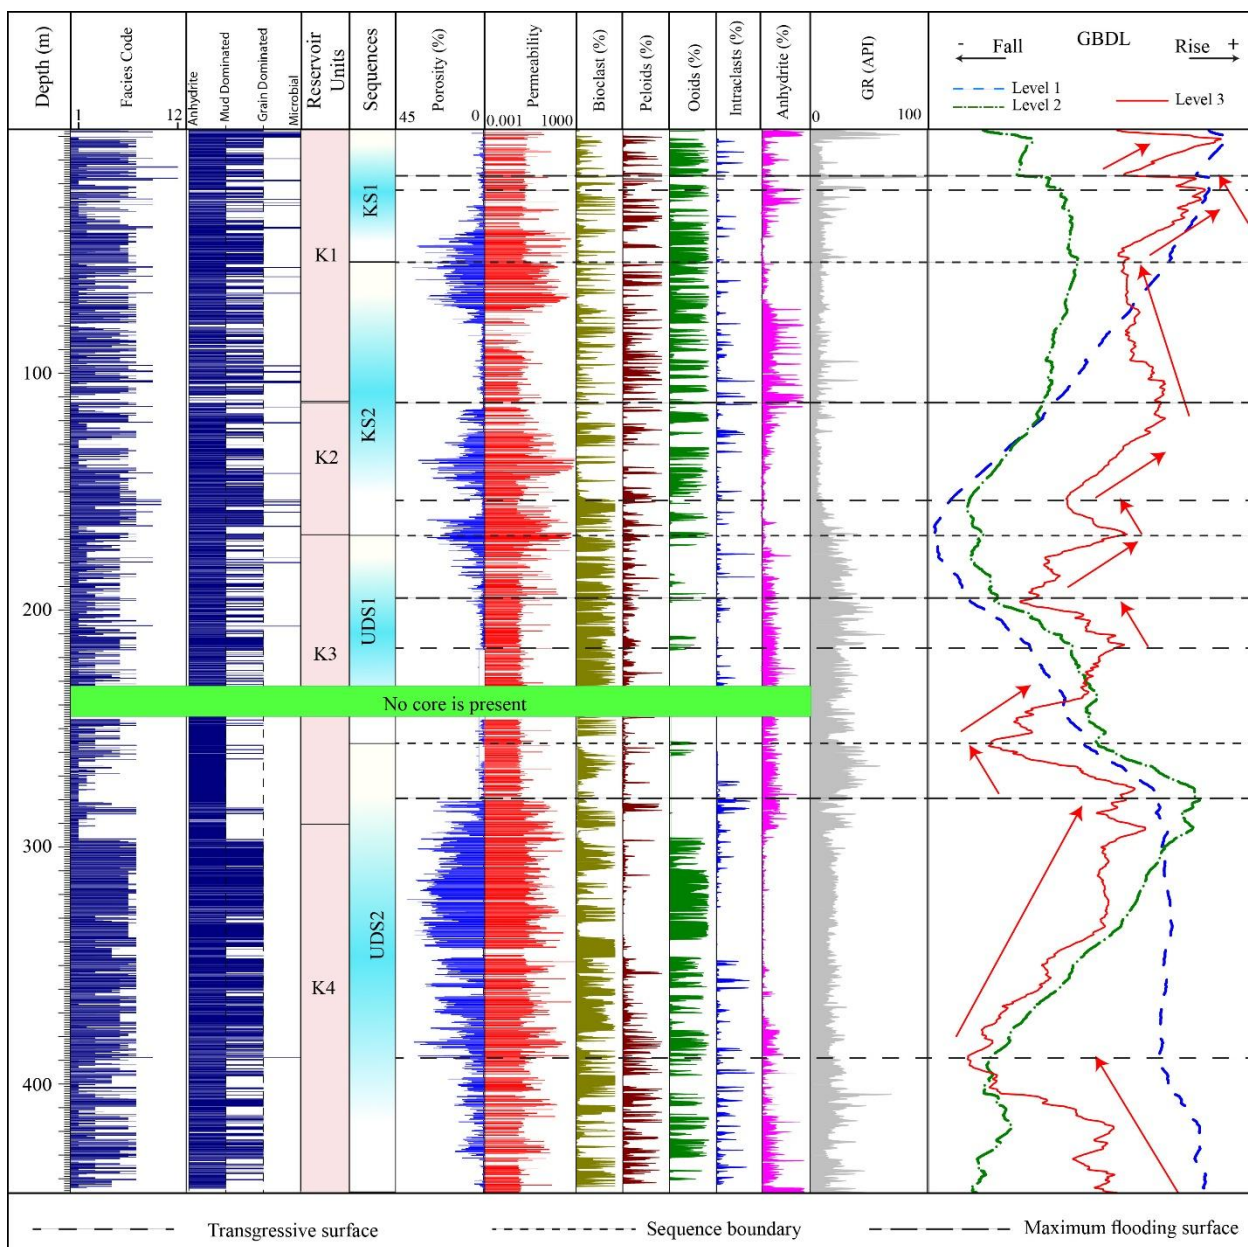 Depth (m)
Facies Code
1 12
Anhydrite
Mud Dominated
Grain Dominated
Microbial
Reservoir
Units
Sequences
Porosity (%)
45 0
Permeability
0.001 1000
Bioclast (%)
Peloids (%)
Ooids (%)
Intraclasts (%)
Anhydrite (%)
GR (API)
0 100
- Fall GBDL Rise +
Level 1
Level 2
Level 3
KS1
K1
100
KS2
K2
200
UDS1
K3
No core is present
300
UDS2
K4
400
Transgressive surface
Sequence boundary
Maximum flooding surface